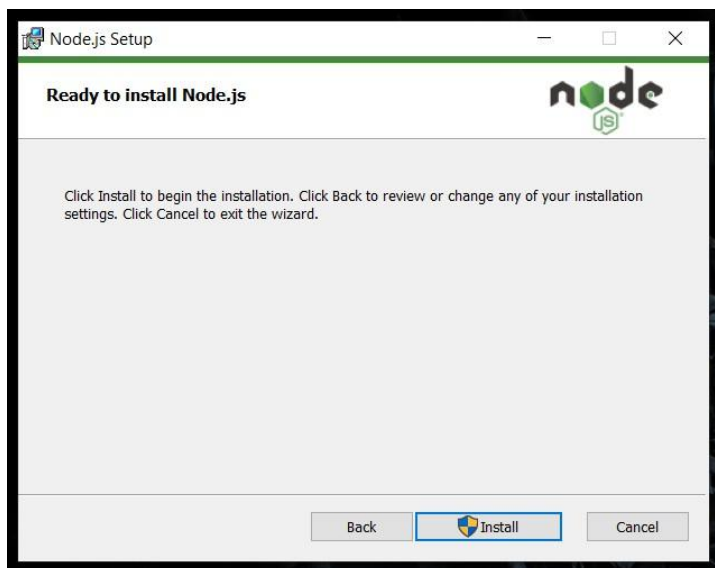 Node.js Setup
Ready to install Node.js
node
JS
Click Install to begin the installation. Click Back to review or change any of your installation
settings. Click Cancel to exit the wizard.
Back
Install
Cancel